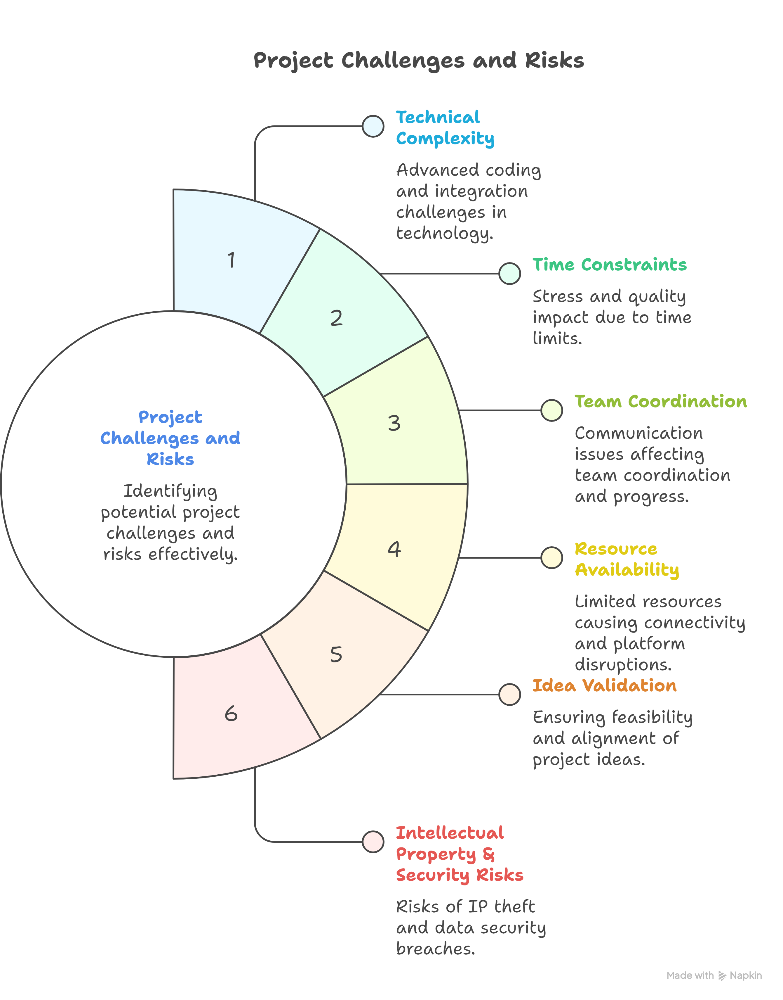 Project Challenges and Risks
Technical
Complexity
Advanced coding
and integration
challenges in
technology.
1
Time Constraints
Stress and quality
impact due to time
limits.
2
Team Coordination
Communication
issues affecting
team coordination
and progress.
3
Project
Challenges and
Risks
Identifying
potential project
challenges and
risks effectively.
4
Resource
Availability
Limited resources
causing connectivity
and platform
disruptions.
5
Idea Validation
Ensuring feasibility
and alignment of
project ideas.
6
Intellectual
Property &
Security Risks
Risks of IP theft
and data security
breaches.
Made with Napkin